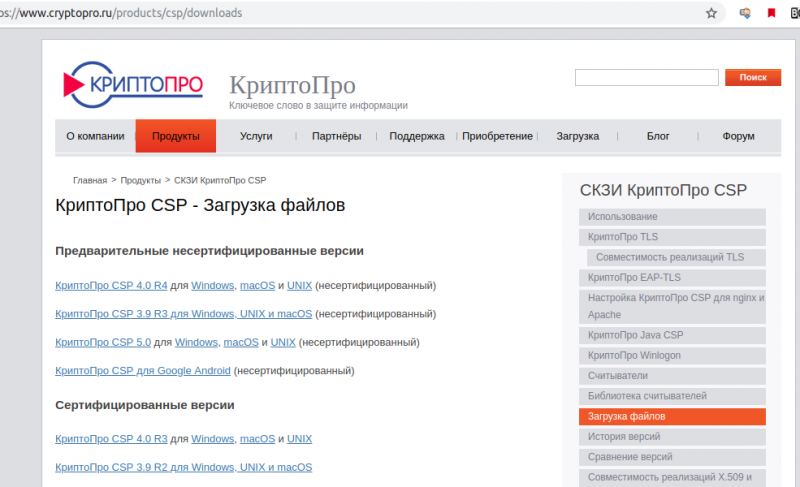 ps://www.cryptopro.ru/products/csp/downloads
КРИПТОПРО
КриптоПро
Ключевое слово в защите информации
Поиск
О компании
Продукты
Услуги
Партнёры
Поддержка
Приобретение
Загрузка
Блог
Форум
Главная > Продукты > СКЗИ КриптоПро CSP
КриптоПро CSP - Загрузка файлов
Предварительные несертифицированные версии
КриптоПро CSP 4.0 R4 для Windows, macOS и UNIX (несертифицированный)
КриптоПро CSP 3.9 R3 для Windows, UNIX и macOS (несертифицированный)
КриптоПро CSP 5.0 для Windows, macOS и UNIX (несертифицированный)
КриптоПро CSP для Google Android (несертифицированный)
Сертифицированные версии
КриптоПро CSP 4.0 R3 для Windows, macOS и UNIX
КриптоПро CSP 3.9 R2 для Windows, UNIX и macOS
СКЗИ КриптоПро CSP
Использование
КриптоПро TLS
Совместимость реализаций TLS
КриптоПро EAP-TLS
Настройка КриптоПро CSP для nginx и
Apache
КриптоПро Java CSP
КриптоПро Winlogon
Считыватели
Библиотека считывателей
Загрузка файлов
История версий
Сравнение версий
Совместимость реализаций X.509 и